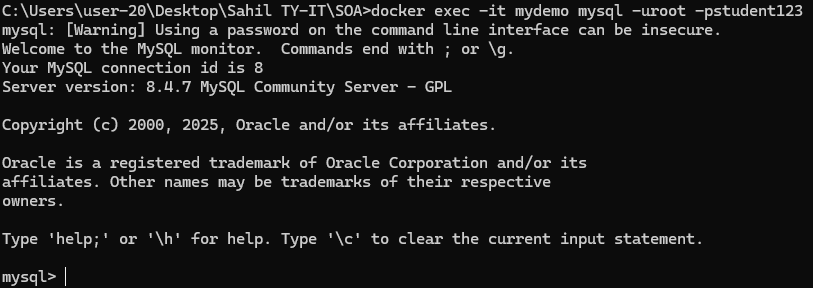 C:\Users\user-20\Desktop\Sahil TY-IT\SOA>docker exec -it mydemo mysql -uroot -pstudent123
mysql: [Warning] Using a password on the command line interface can be insecure.
Welcome to the MySQL monitor.  Commands end with ; or \g.
Your MySQL connection id is 8
Server version: 8.4.7 MySQL Community Server - GPL
Copyright (c) 2000, 2025, Oracle and/or its affiliates.
Oracle is a registered trademark of Oracle Corporation and/or its
affiliates. Other names may be trademarks of their respective
owners.
Type 'help;' or '\h' for help. Type '\c' to clear the current input statement.
mysql>